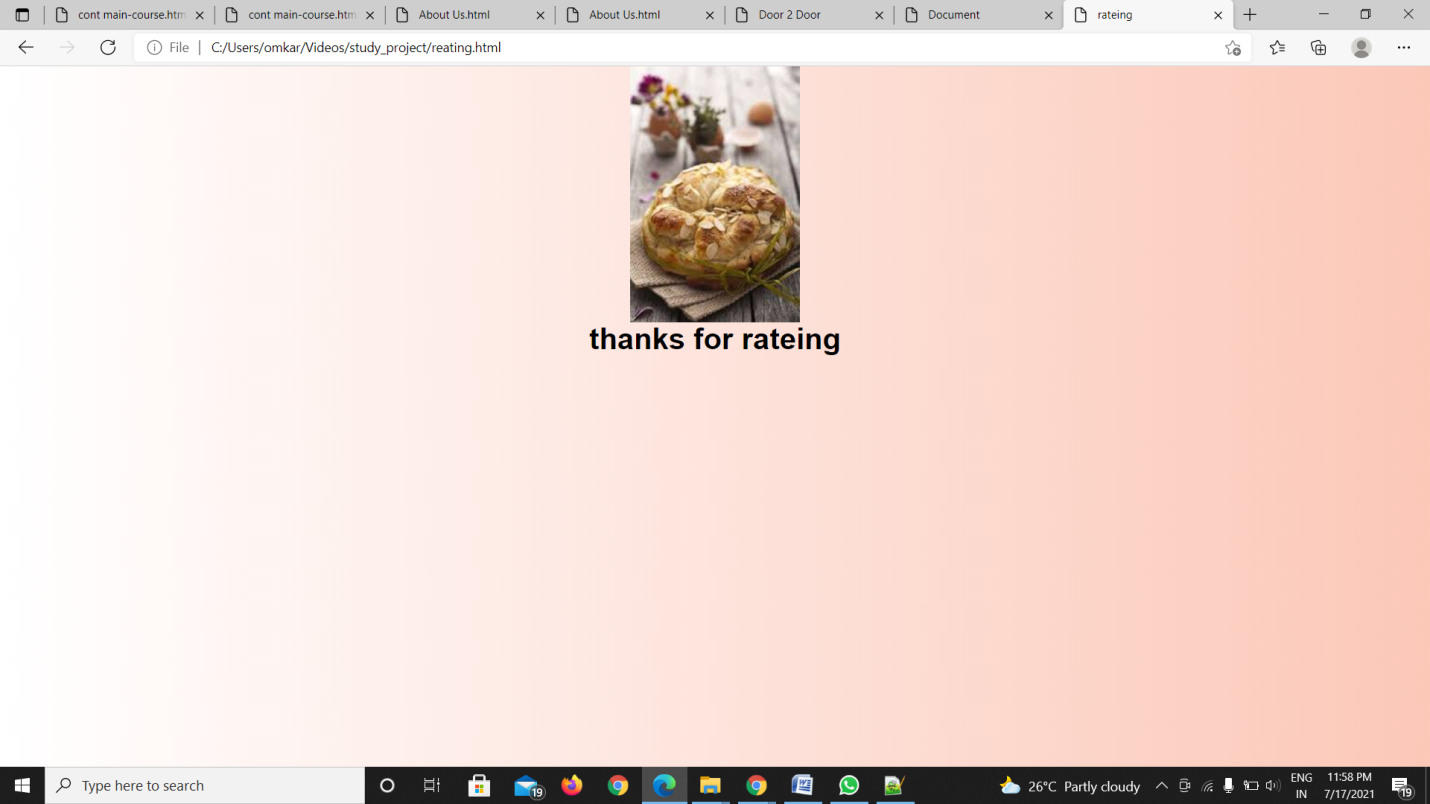 cont main-course.htm
cont main-course.htm
About Us.html
About Us.html
Door 2 Door
Document
rateing
File
C:/Users/omkar/Videos/study_project/reating.html
thanks for rateing
Type here to search
19
26°C Partly cloudy
ENG
IN
11:58 PM
7/17/2021
19